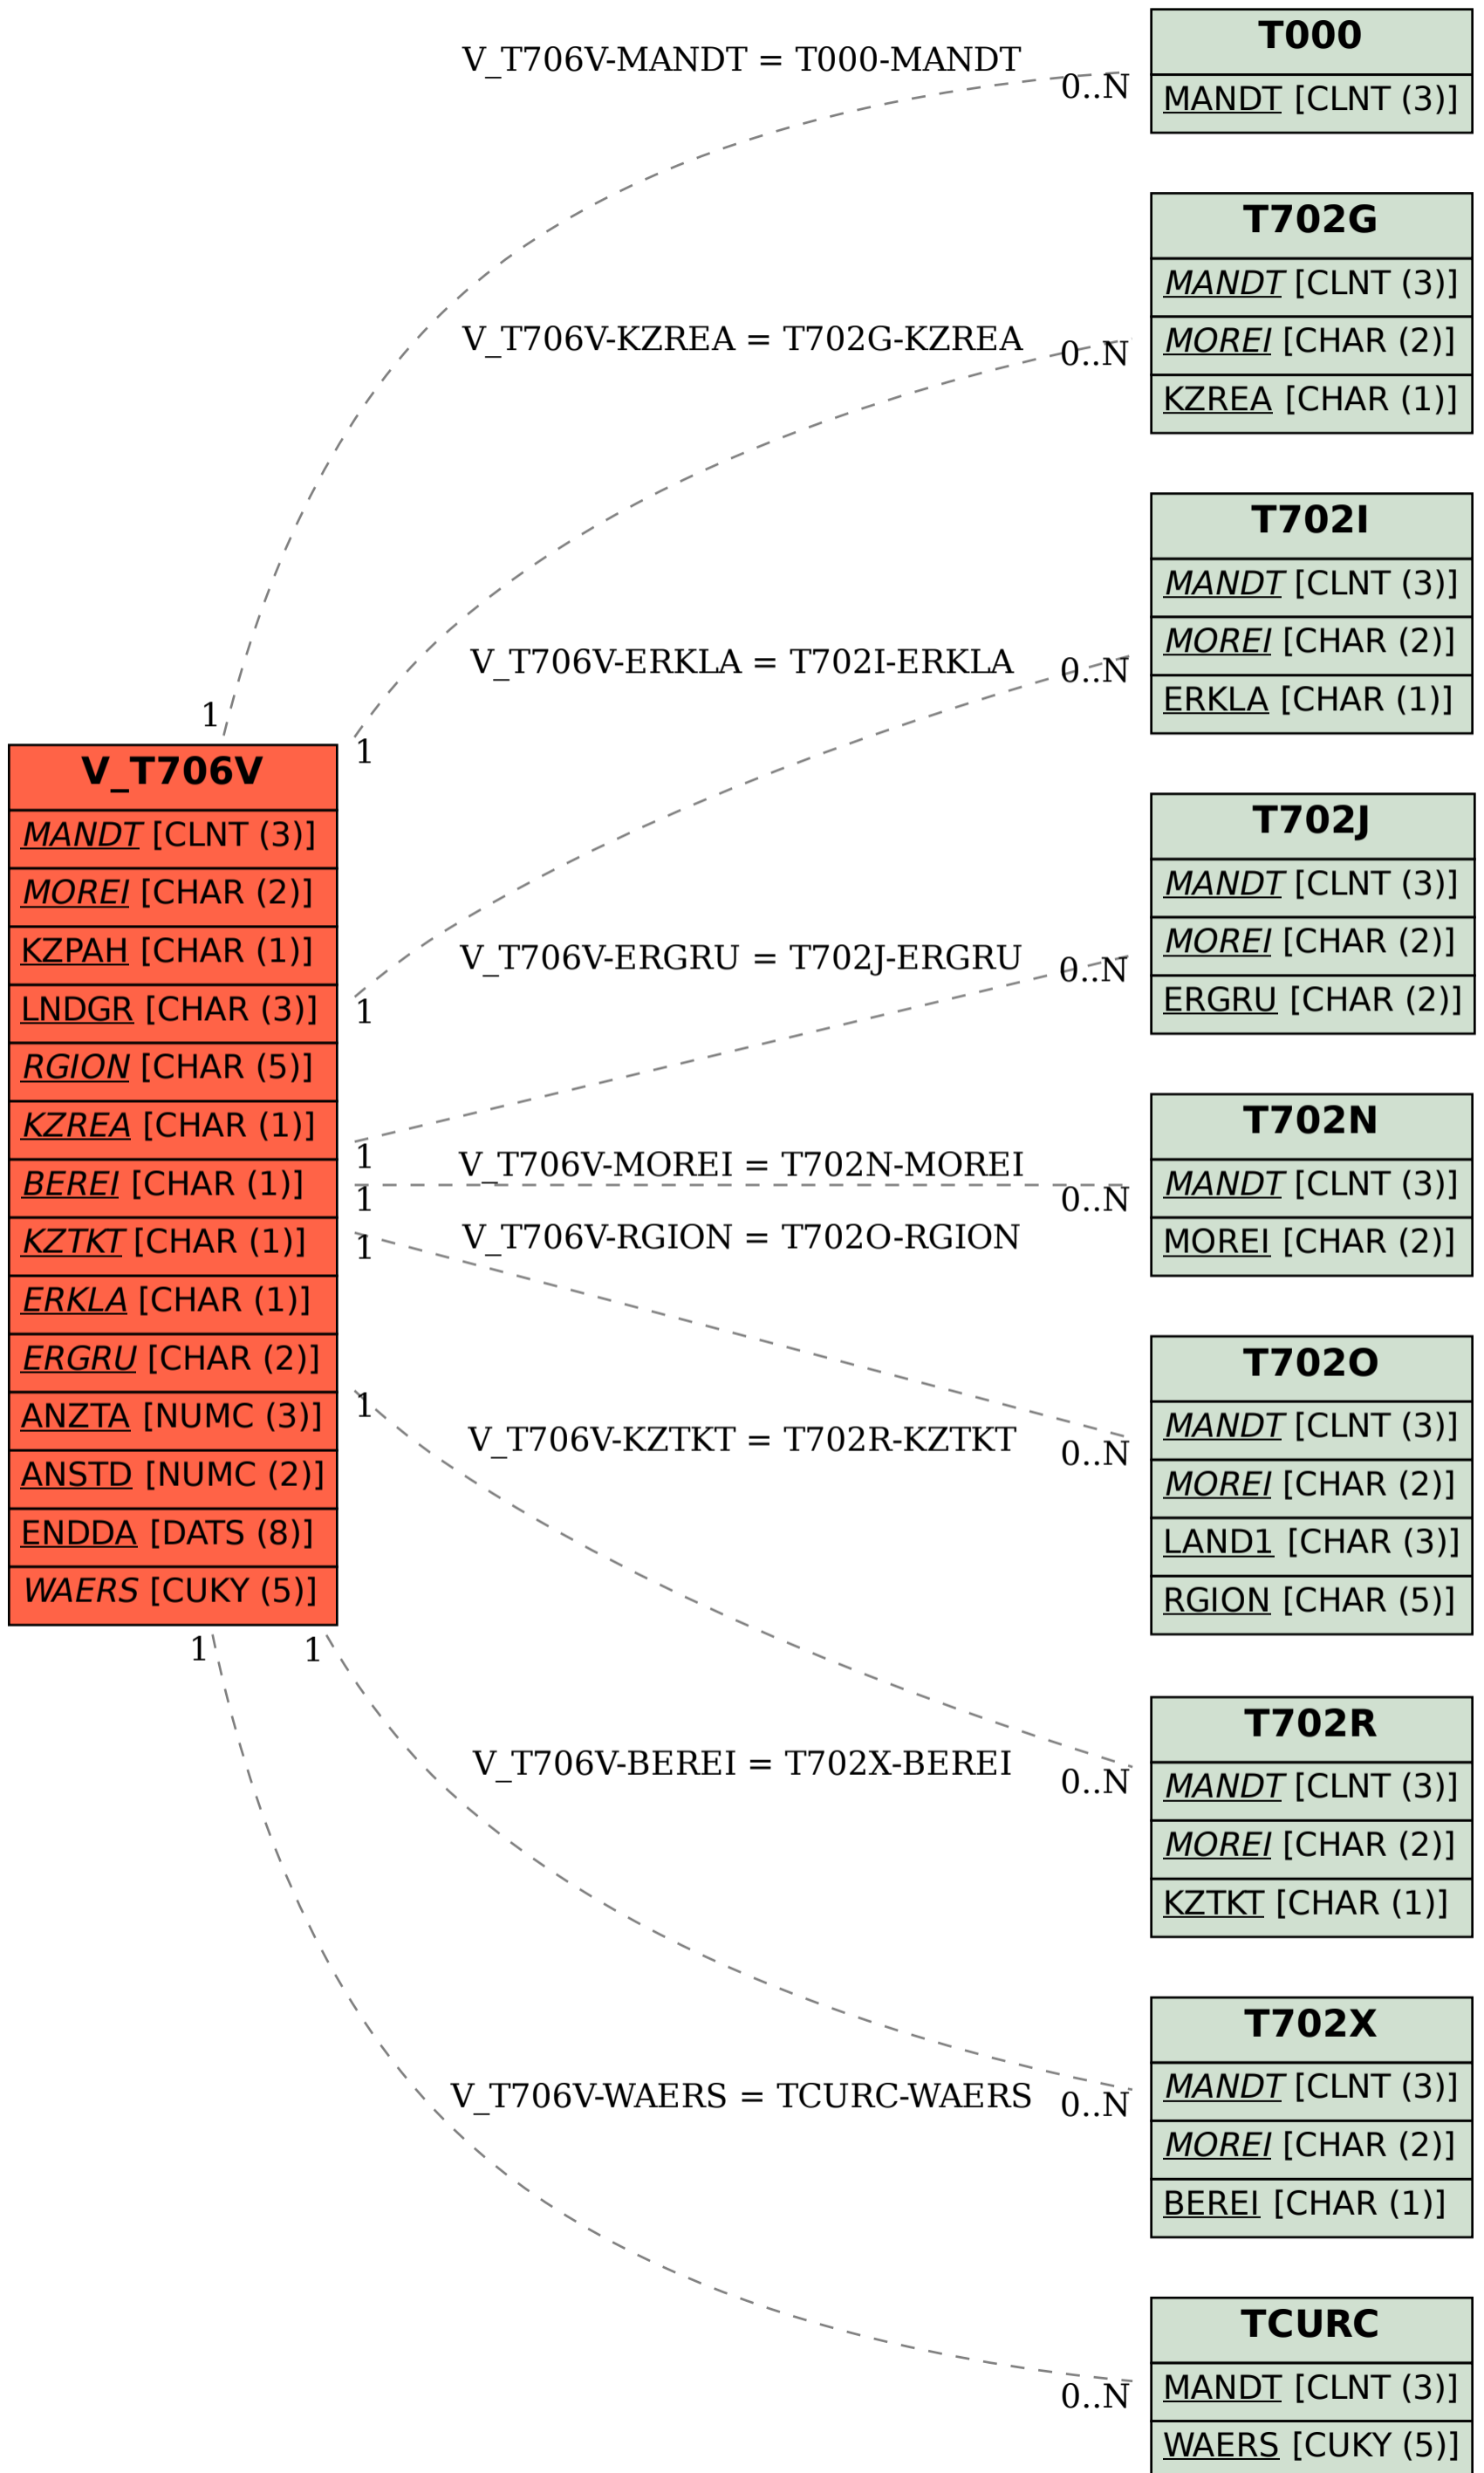 V_T706V-MANDT = T000-MANDT
0..N
1
T000
MANDT [CLNT (3)]
V_T706V-KZREA = T702G-KZREA
0..N
1
T702G
MANDT [CLNT (3)]
MOREI [CHAR (2)]
KZREA [CHAR (1)]
V_T706V-ERKLA = T702I-ERKLA
0..N
1
T702I
MANDT [CLNT (3)]
MOREI [CHAR (2)]
ERKLA [CHAR (1)]
V_T706V
MANDT [CLNT (3)]
MOREI [CHAR (2)]
KZPAH [CHAR (1)]
LNDGR [CHAR (3)]
RGION [CHAR (5)]
KZREA [CHAR (1)]
BEREI [CHAR (1)]
KZTKT [CHAR (1)]
ERKLA [CHAR (1)]
ERGRU [CHAR (2)]
ANZTA [NUMC (3)]
ANSTD [NUMC (2)]
ENDDA [DATS (8)]
WAERS [CUKY (5)]
V_T706V-ERGRU = T702J-ERGRU
0..N
1
T702J
MANDT [CLNT (3)]
MOREI [CHAR (2)]
ERGRU [CHAR (2)]
V_T706V-MOREI = T702N-MOREI
0..N
1
T702N
MANDT [CLNT (3)]
MOREI [CHAR (2)]
V_T706V-RGION = T702O-RGION
0..N
1
T702O
MANDT [CLNT (3)]
MOREI [CHAR (2)]
LAND1 [CHAR (3)]
RGION [CHAR (5)]
V_T706V-KZTKT = T702R-KZTKT
0..N
1
T702R
MANDT [CLNT (3)]
MOREI [CHAR (2)]
KZTKT [CHAR (1)]
V_T706V-BEREI = T702X-BEREI
0..N
1
T702X
MANDT [CLNT (3)]
MOREI [CHAR (2)]
BEREI [CHAR (1)]
V_T706V-WAERS = TCURC-WAERS
0..N
1
TCURC
MANDT [CLNT (3)]
WAERS [CUKY (5)]